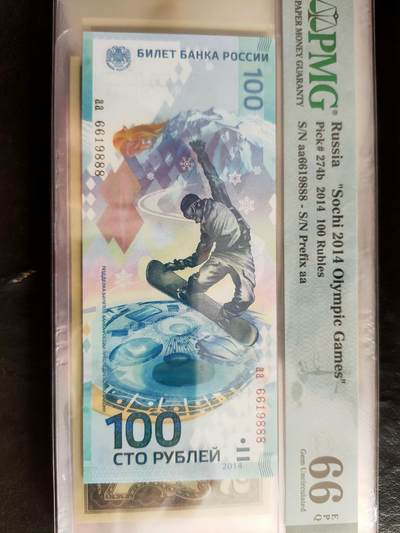 БИЛЕТ БАНКА РОССИИ
100
аа 6619888
аа 6619888
100
СТО РУБЛЕЙ
2014
PMG
PAPER MONEY GUARANTY
Russia "Sochi 2014 Olympic Games"
Pick# 274b 2014 100 Rubles
S/N aa6619888 - S/N Prefix aa
66 EPQ
Gem Uncirculated